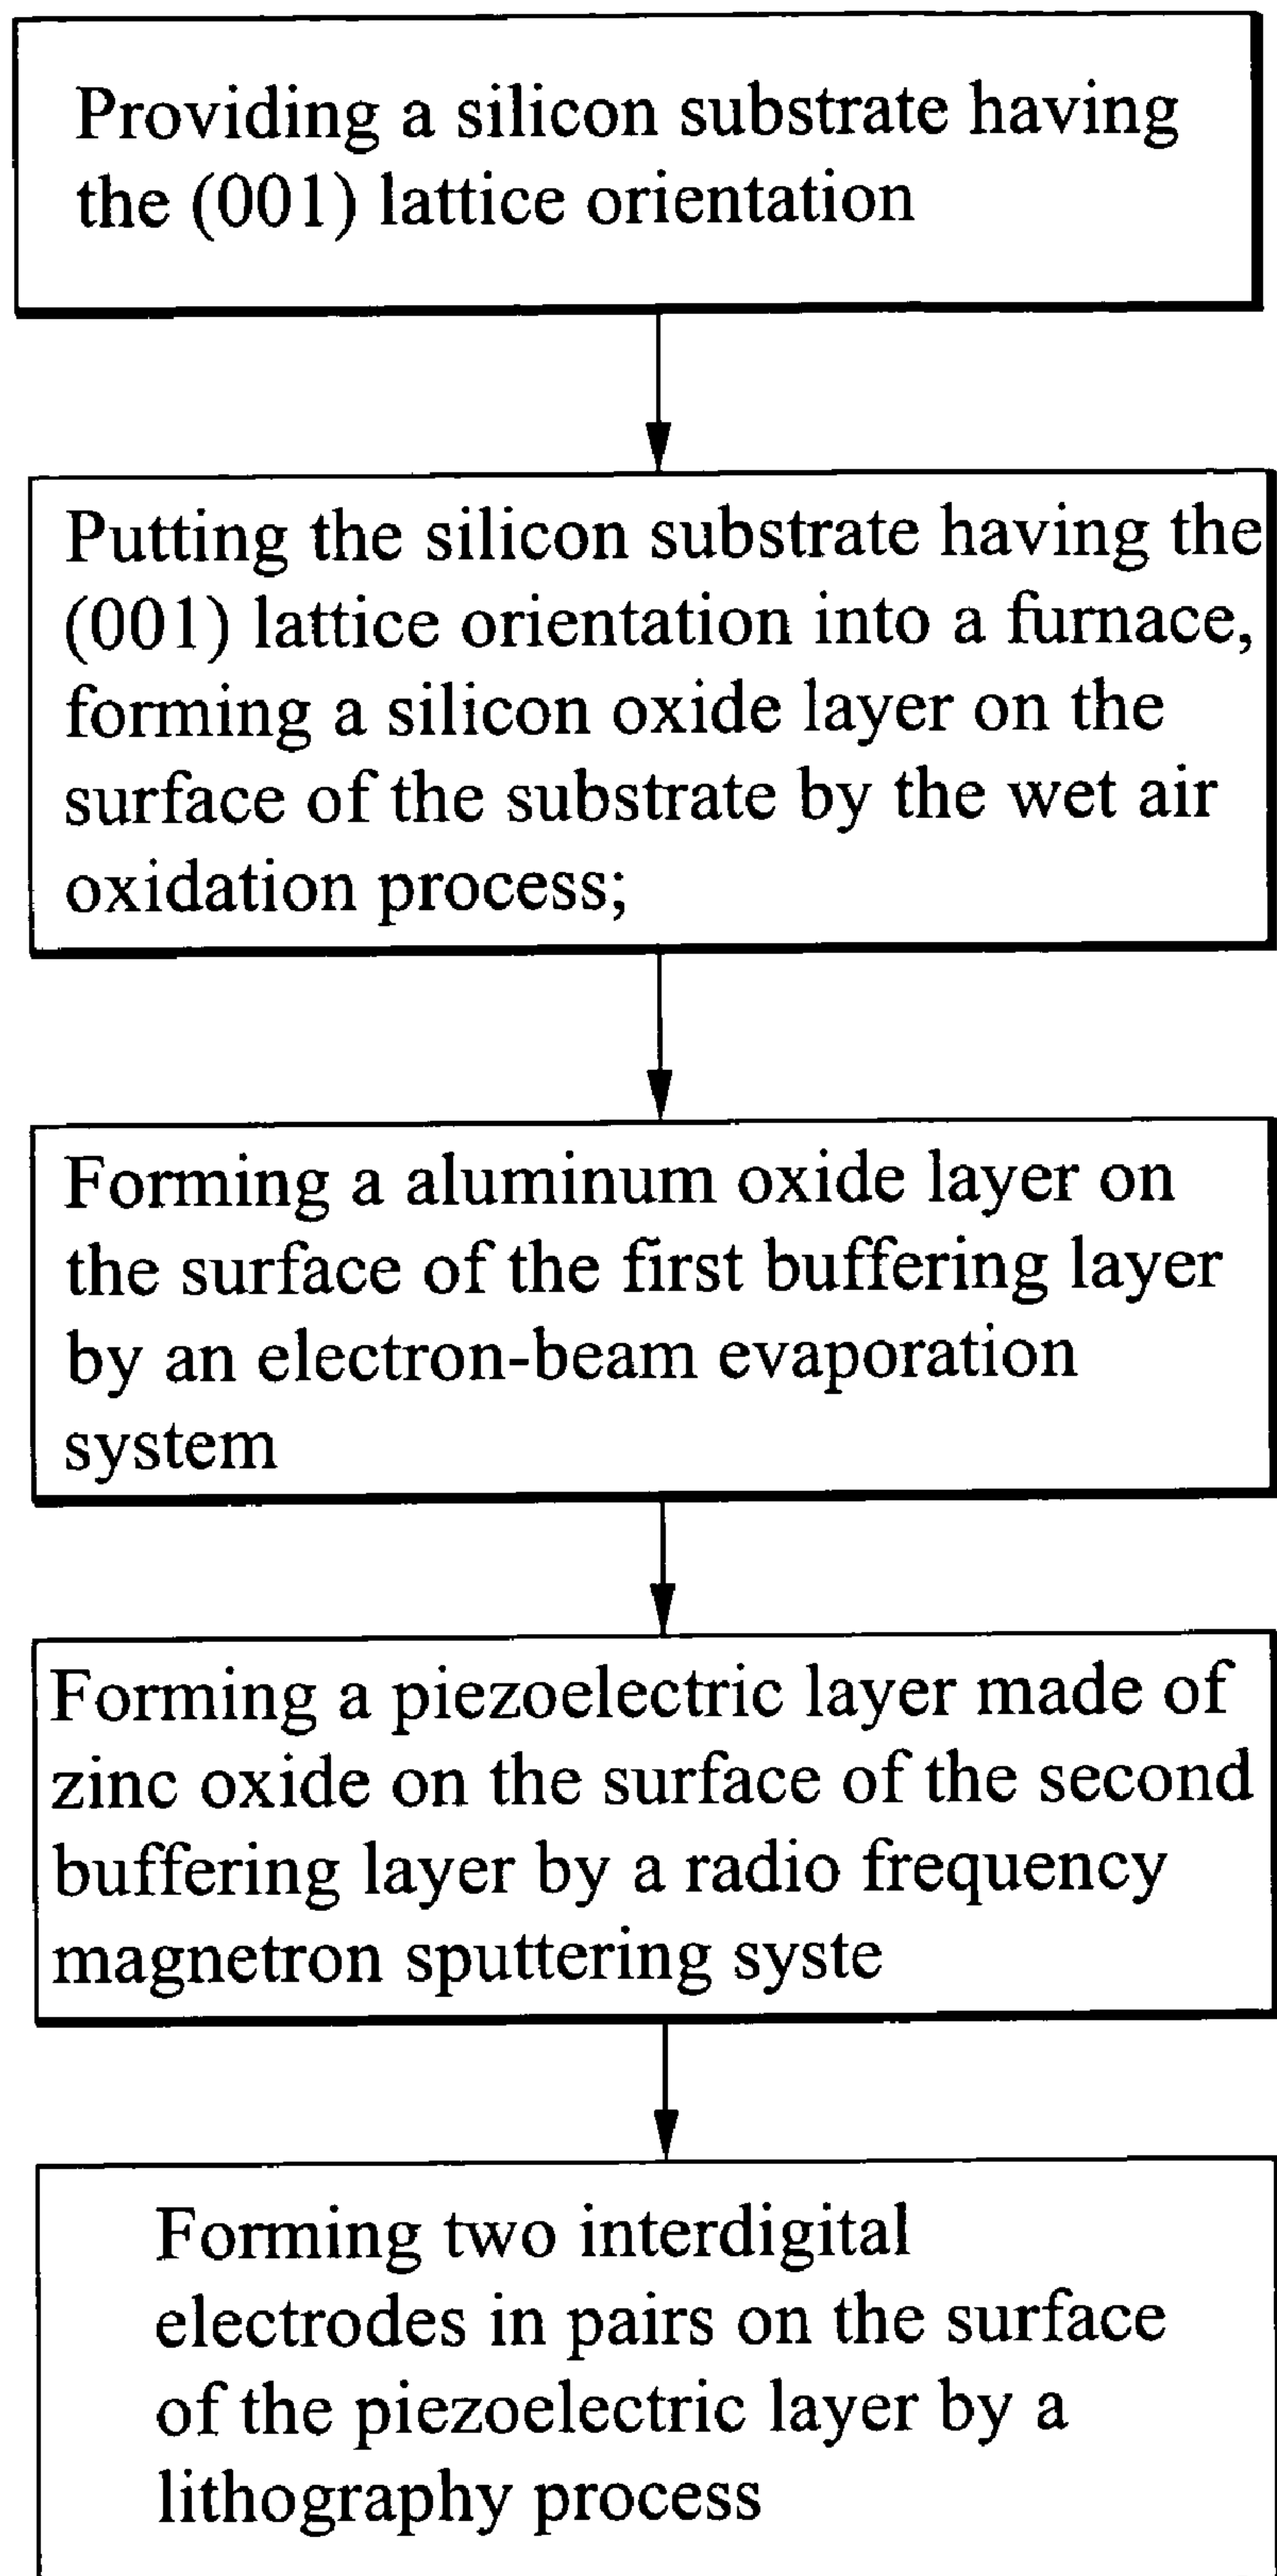 Providing a silicon substrate having
the (001) lattice orientation
Putting the silicon substrate having the
(001) lattice orientation into a furnace,
forming a silicon oxide layer on the
surface of the substrate by the wet air
oxidation process;
Forming a aluminum oxide layer on
the surface of the first buffering layer
by an electron-beam evaporation
system
Forming a piezoelectric layer made of
zinc oxide on the surface of the second
buffering layer by a radio frequency
magnetron sputtering syste
Forming two interdigital
electrodes in pairs on the surface
of the piezoelectric layer by a
lithography process